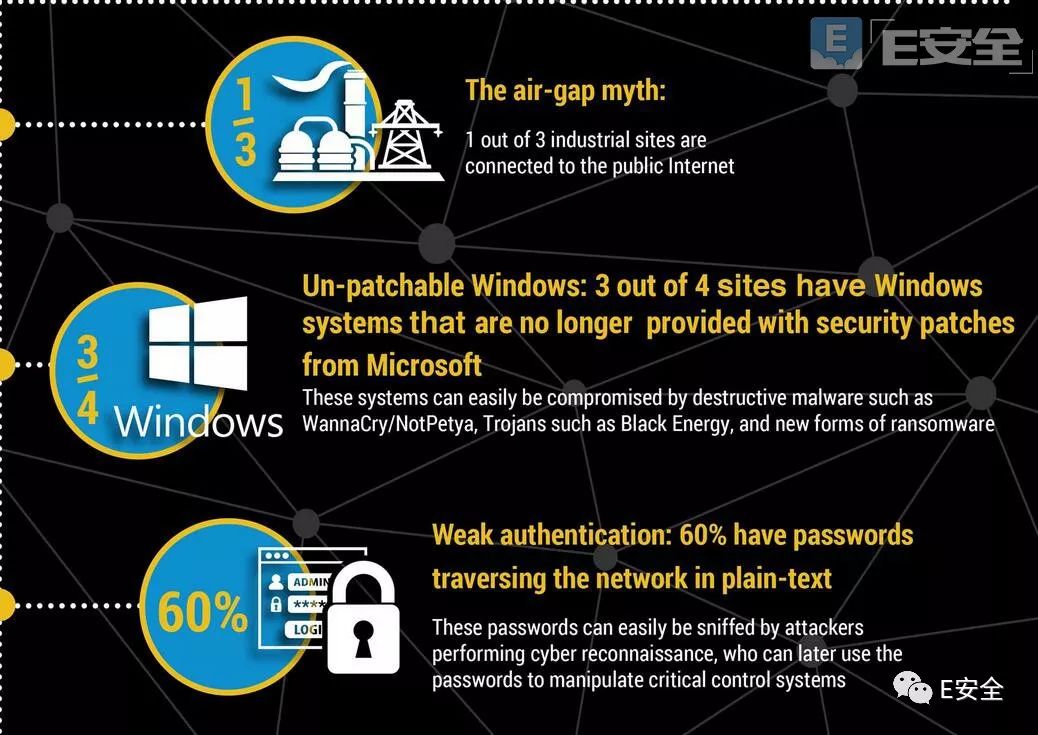 E E安全
1
3
The air-gap myth:
1 out of 3 industrial sites are
connected to the public Internet
3
4
Windows
Un-patchable Windows: 3 out of 4 sites have Windows
systems that are no longer provided with security patches
from Microsoft
These systems can easily be compromised by destructive malware such as
WannaCry/NotPetya, Trojans such as Black Energy, and new forms of ransomware
60%
ADMIN
****
LOGI
Weak authentication: 60% have passwords
traversing the network in plain-text
These passwords can easily be sniffed by attackers
performing cyber reconnaissance, who can later use the
passwords to manipulate critical control systems
E安全